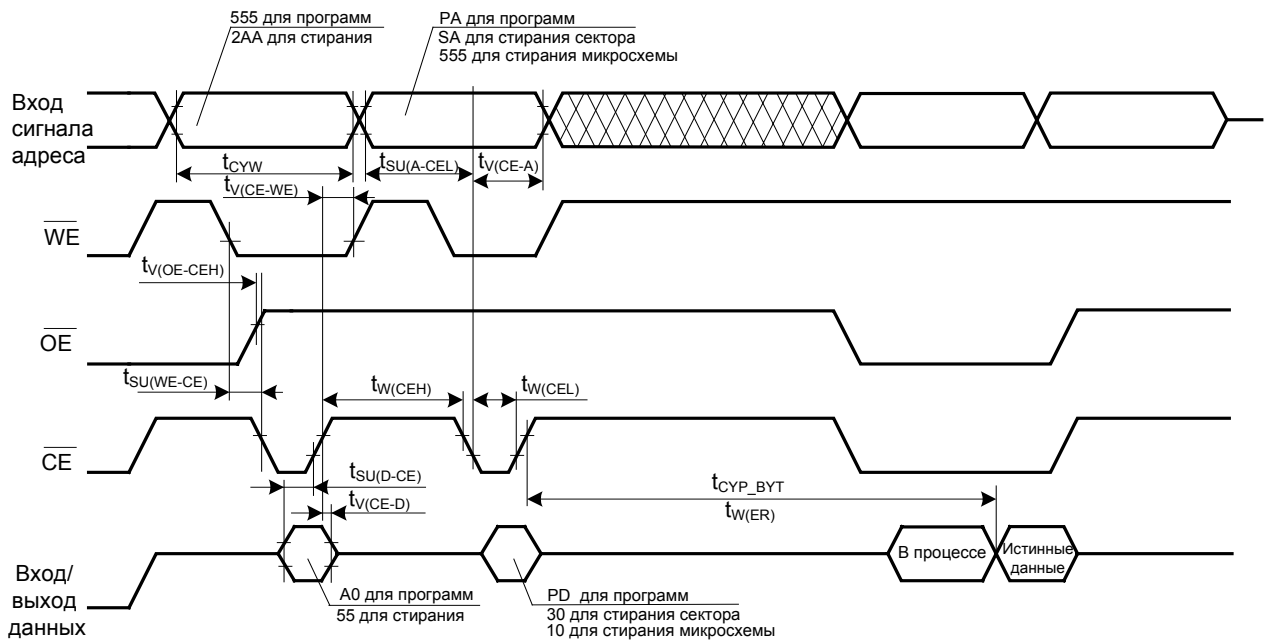 555 для программ
2АА для стирания
PA для программ
SA для стирания сектора
555 для стирания микросхемы
Вход
сигнала
адреса
tCYW
tSU(A-CEL)
tV(CE-A)
tV(CE-WE)
WE
tV(OE-CEH)
OE
tSU(WE-CE)
tW(CEH)
tW(CEL)
CE
tSU(D-CE)
tV(CE-D)
tCYP_BYT
tW(ER)
В процессе
Истинные
данные
Вход/
выход
данных
А0 для программ
55 для стирания
PD для программ
30 для стирания сектора
10 для стирания микросхемы